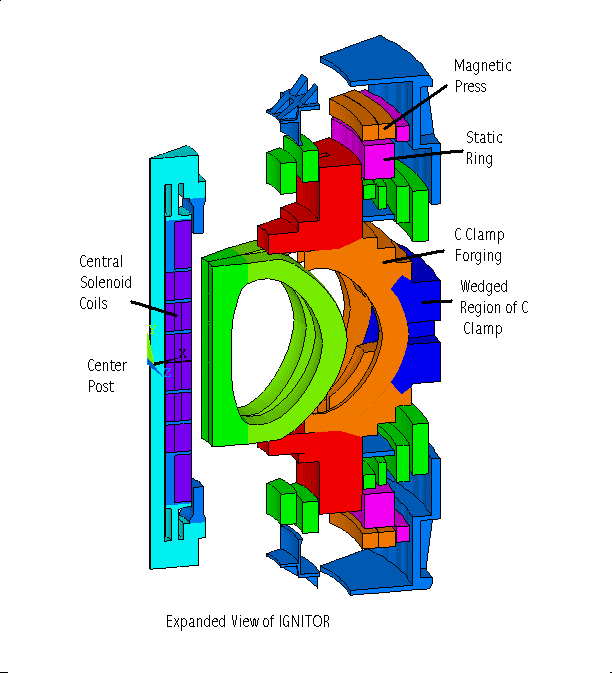 Magnetic
Press
Static
Ring
C Clamp
Forging
Central
Solenoid
Coils
Wedged
Region of C
Clamp
Center
Post
X
Expanded View of IGNITOR